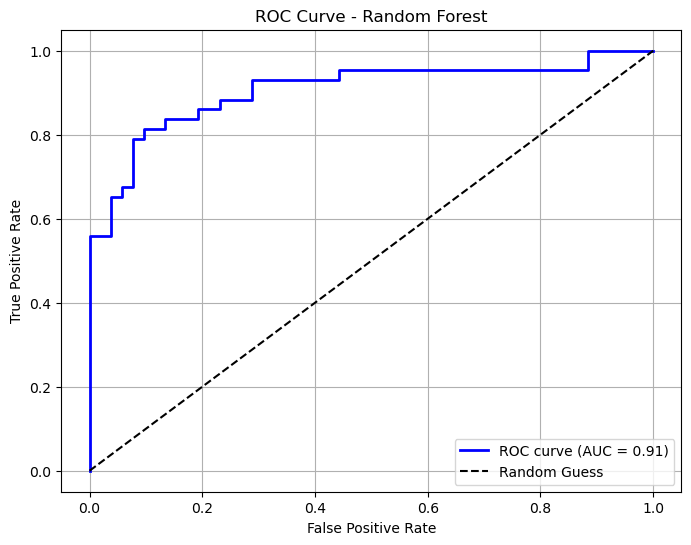 ROC Curve - Random Forest
1.0
0.8
0.6
0.4
0.2
0.0
True Positive Rate
0.0 0.2 0.4 0.6 0.8 1.0
False Positive Rate
ROC curve (AUC = 0.91)
Random Guess